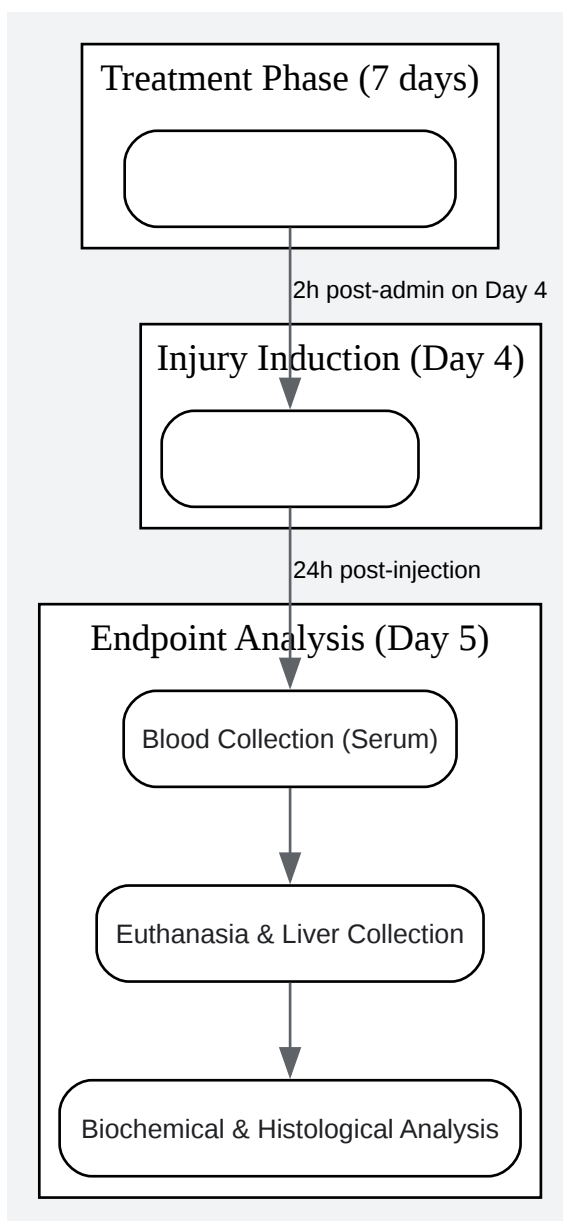 Treatment Phase (7 days)
2h post-admin on Day 4
Injury Induction (Day 4)
24h post-injection
Endpoint Analysis (Day 5)
Blood Collection (Serum)
Euthanasia & Liver Collection
Biochemical & Histological Analysis